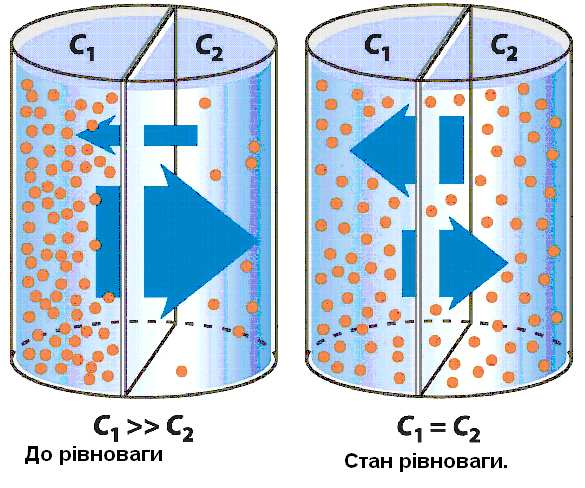 C₁ C₂
C₁ C₂
C₁ >> C₂
До рівноваги
C₁ = C₂
Стан рівноваги.